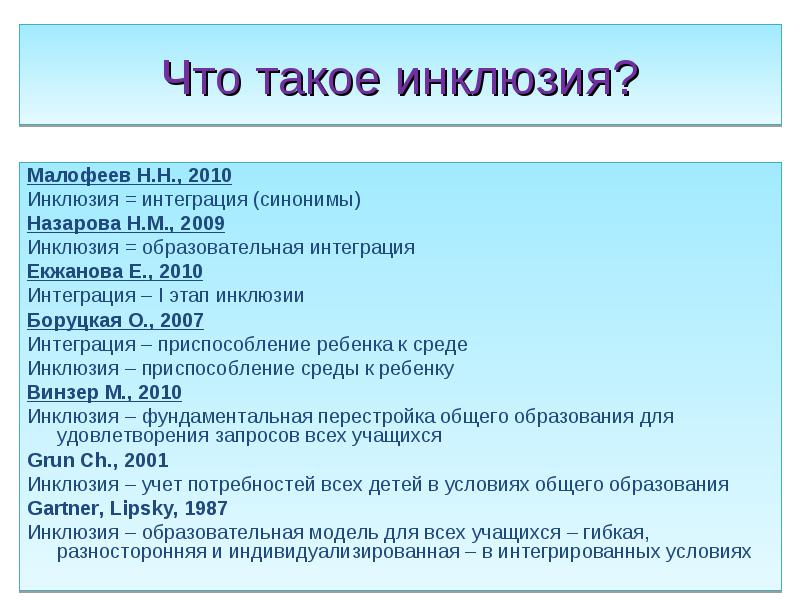 Что такое инклюзия?
Малофеев Н.Н., 2010
Инклюзия = интеграция (синонимы)
Назарова Н.М., 2009
Инклюзия = образовательная интеграция
Екжанова Е., 2010
Интеграция – I этап инклюзии
Боруцкая О., 2007
Интеграция – приспособление ребенка к среде
Инклюзия – приспособление среды к ребенку
Винзер М., 2010
Инклюзия – фундаментальная перестройка общего образования для
удовлетворения запросов всех учащихся
Grun Ch., 2001
Инклюзия – учет потребностей всех детей в условиях общего образования
Gartner, Lipsky, 1987
Инклюзия – образовательная модель для всех учащихся – гибкая,
разносторонняя и индивидуализированная – в интегрированных условиях